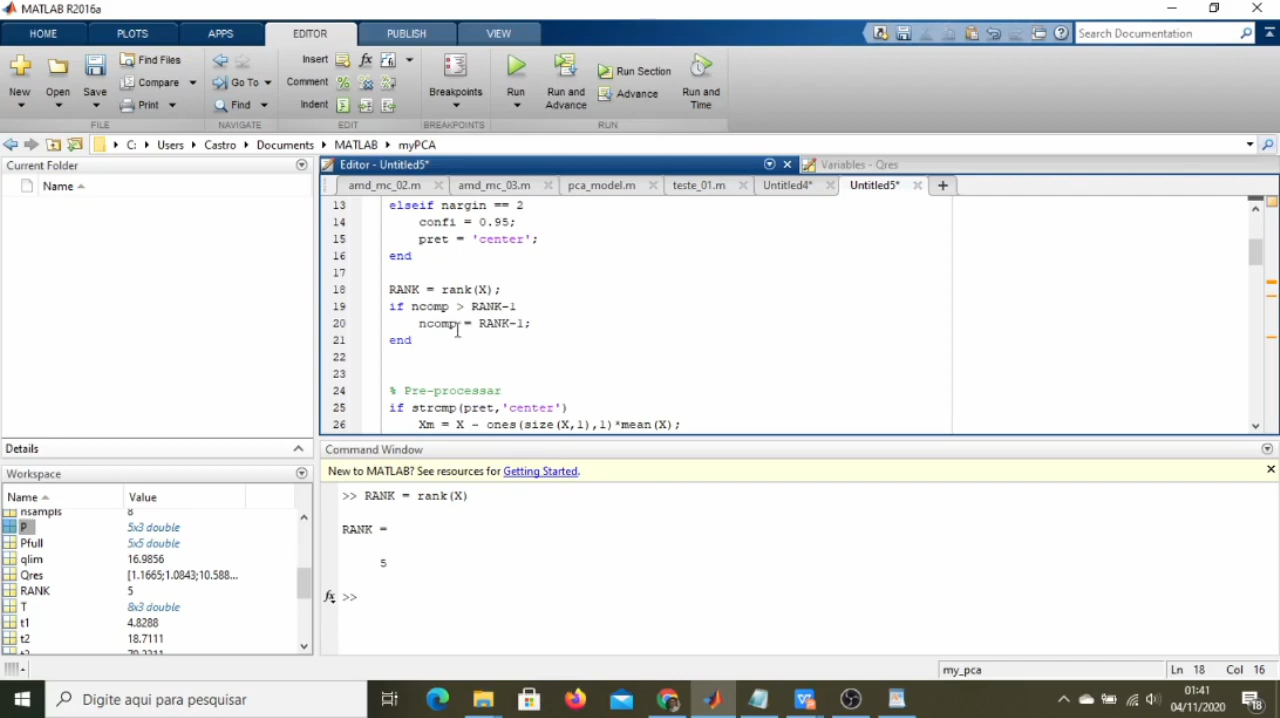 MATLAB R2016a
HOME PLOTS APPS EDITOR PUBLISH VIEW
Search Documentation
New Open Save Find Files Compare Print
Go To Find
Insert fx Comment % Indent
Breakpoints
Run Run and Advance Run Section Advance Run and Time
FILE NAVIGATE EDIT BREAKPOINTS RUN
C: Users Castro Documents MATLAB myPCA
Current Folder
Name
Details
Workspace
Name Value
nsampls 8
P 5x3 double
Pfull 5x5 double
qlim 16.9856
Qres [1.1665;1.0843;10.588...
RANK 5
T 8x3 double
t1 4.8288
t2 18.7111
Editor - Untitled5*
Variables - Qres
amd_mc_02.m amd_mc_03.m pca_model.m teste_01.m Untitled4* Untitled5*
13 elseif nargin == 2
14 confi = 0.95;
15 pret = 'center';
16 end
17
18 RANK = rank(X);
19 if ncomp > RANK-1
20 ncomp = RANK-1;
21 end
22
23
24 % Pre-processar
25 if strcmp(pret,'center')
26 Xm = X - ones(size(X,1),1)*mean(X);
Command Window
New to MATLAB? See resources for Getting Started.
>> RANK = rank(X)
RANK =
5
fx >>
my_pca Ln 18 Col 16
Digite aqui para pesquisar
01:41
04/11/2020
18